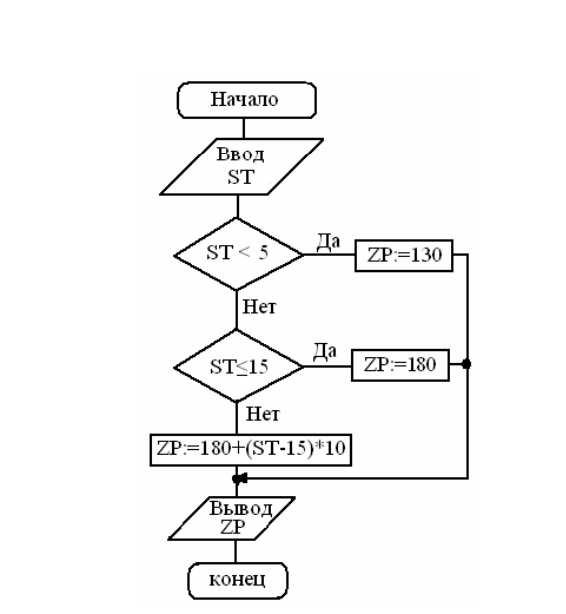 Начало
Ввод
ST
ST < 5
Да
ZP:=130
Нет
ST≤15
Да
ZP:=180
Нет
ZP:=180+(ST-15)*10
Вывод
ZP
конец